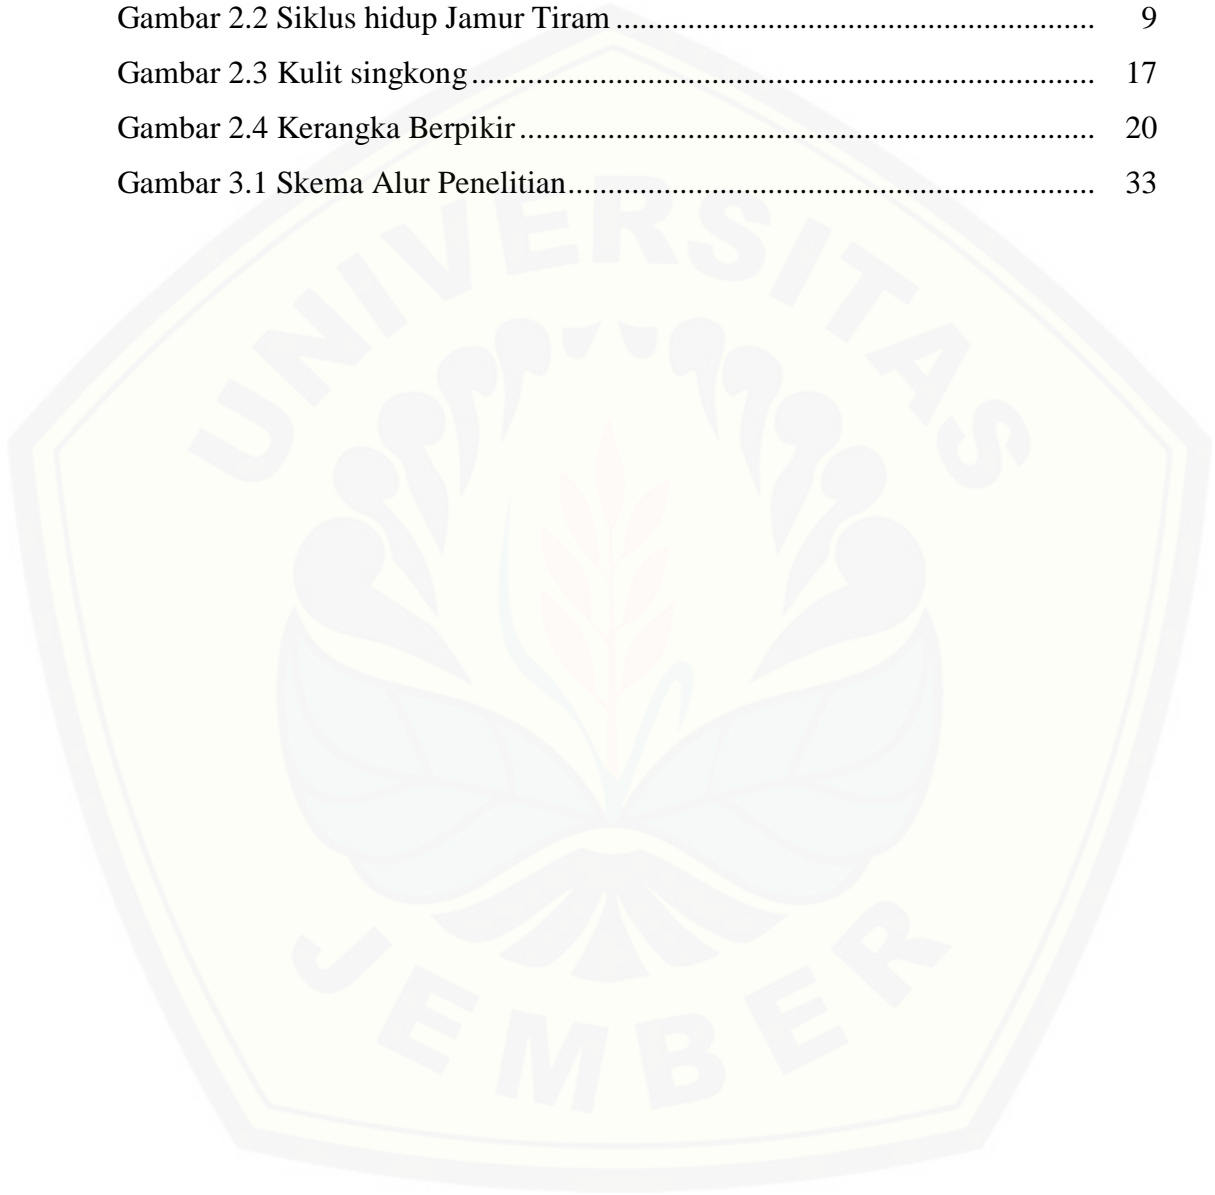 Gambar 2.2 Siklus hidup Jamur Tiram ............................................................ 9
Gambar 2.3 Kulit singkong .............................................................................. 17
Gambar 2.4 Kerangka Berpikir ........................................................................ 20
Gambar 3.1 Skema Alur Penelitian.................................................................. 33
UNIVERSITAS
JEMBER